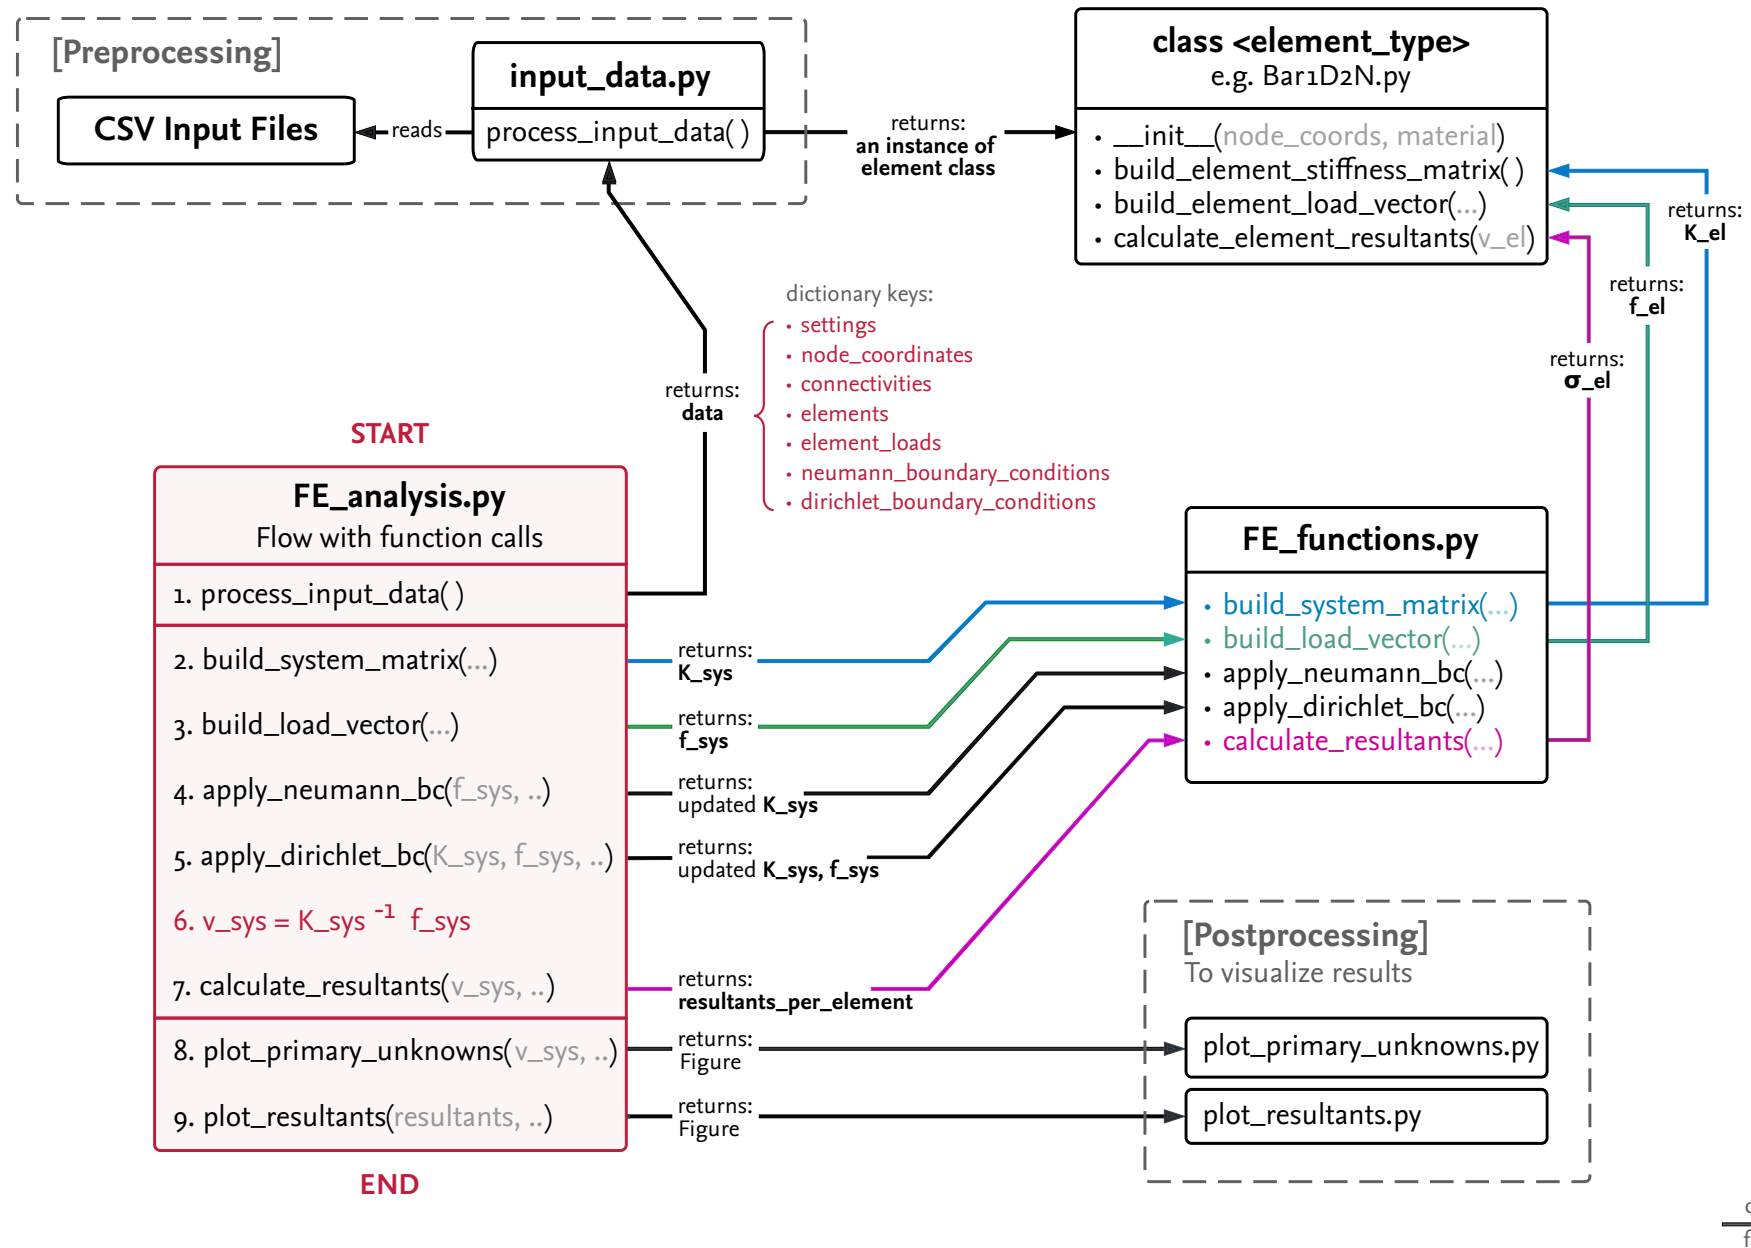 [Preprocessing]
CSV Input Files
reads
input_data.py
process_input_data( )
returns:
an instance of
element class
class <element_type>
e.g. Bar1D2N.py
• __init__(node_coords, material)
• build_element_stiffness_matrix( )
• build_element_load_vector(...)
• calculate_element_resultants(v_el)
returns:
K_el
returns:
f_el
returns:
σ_el
dictionary keys:
• settings
• node_coordinates
• connectivities
• elements
• element_loads
• neumann_boundary_conditions
• dirichlet_boundary_conditions
returns:
data
START
FE_analysis.py
Flow with function calls
1. process_input_data( )
2. build_system_matrix(...)
3. build_load_vector(...)
4. apply_neumann_bc(f_sys, ..)
5. apply_dirichlet_bc(K_sys, f_sys, ..)
6. v_sys = K_sys ⁻¹ f_sys
7. calculate_resultants(v_sys, ..)
8. plot_primary_unknowns(v_sys, ..)
9. plot_resultants(resultants, ..)
END
returns:
K_sys
returns:
f_sys
returns:
updated K_sys
returns:
updated K_sys, f_sys
returns:
resultants_per_element
returns:
Figure
returns:
Figure
FE_functions.py
• build_system_matrix(...)
• build_load_vector(...)
• apply_neumann_bc(...)
• apply_dirichlet_bc(...)
• calculate_resultants(...)
[Postprocessing]
To visualize results
plot_primary_unknowns.py
plot_resultants.py